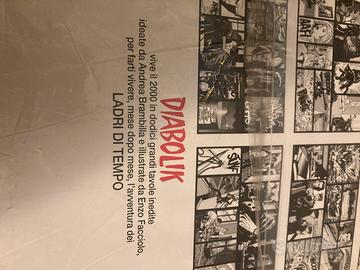 DIABOLIK
vive il 2000 in dodici grandi tavole inedite
ideate da Andrea Brambilla e illustrate da Enzo Facciolo,
per farti vivere, mese dopo mese, l'avventura dei
LADRI DI TEMPO